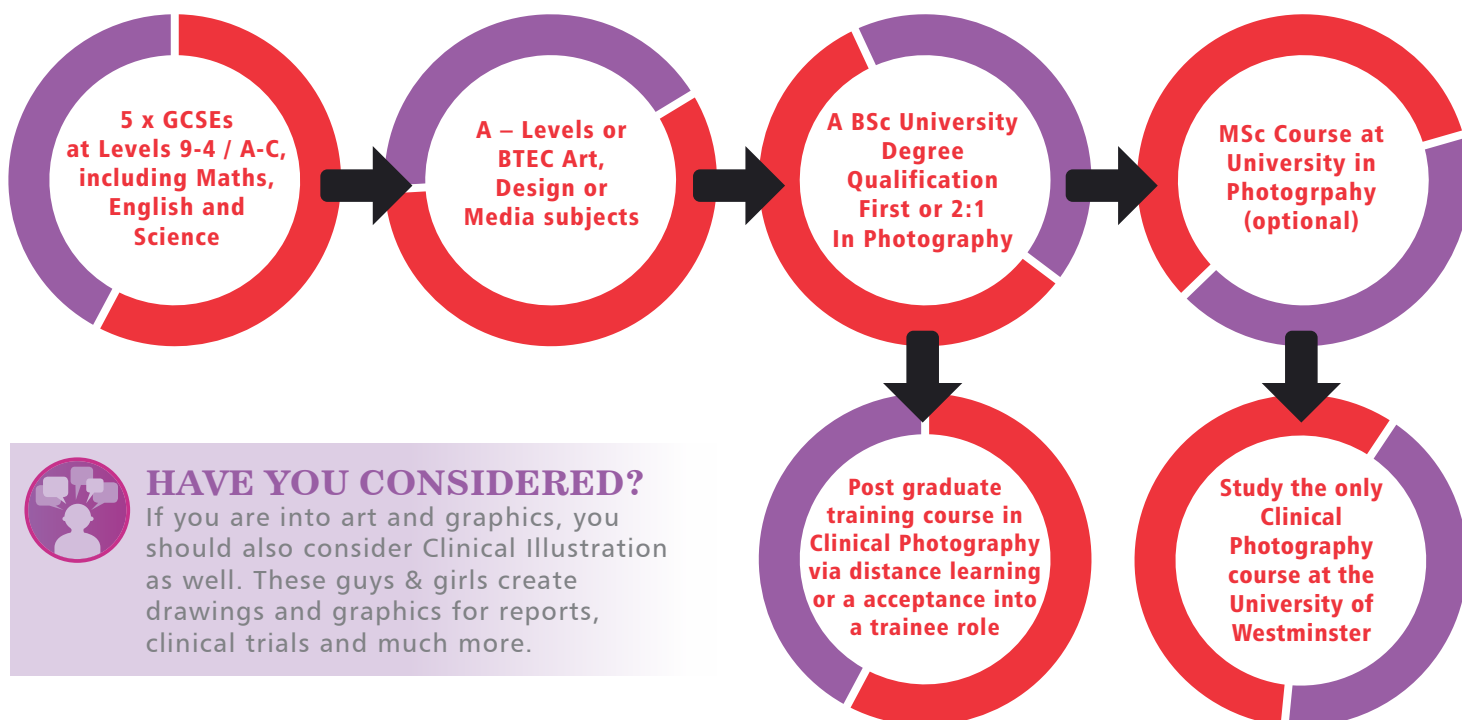 5 x GCSEs
at Levels 9-4 / A-C,
including Maths,
English and
Science
A – Levels or
BTEC Art,
Design or
Media subjects
A BSc University
Degree
Qualification
First or 2:1
In Photography
MSc Course at
University in
Photogrpahy
(optional)
Post graduate
training course in
Clinical Photography
via distance learning
or a acceptance into
a trainee role
Study the only
Clinical
Photography
course at the
University of
Westminster
HAVE YOU CONSIDERED?
If you are into art and graphics, you
should also consider Clinical Illustration
as well. These guys & girls create
drawings and graphics for reports,
clinical trials and much more.